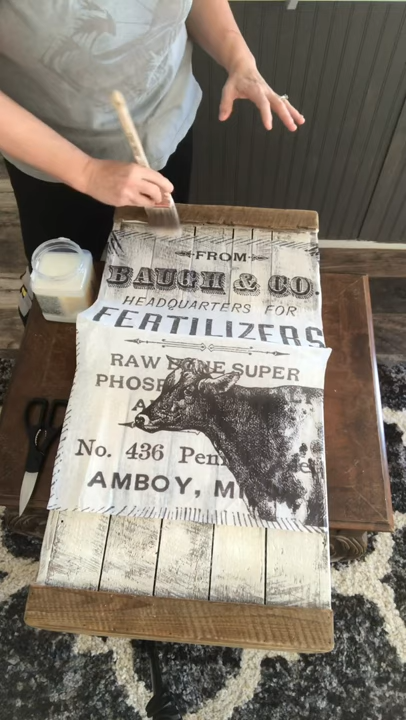 FROM
BAUGH & CO.
HEADQUARTERS FOR
FERTILIZERS
RAW BONE SUPER
No. 436
AMBOY,